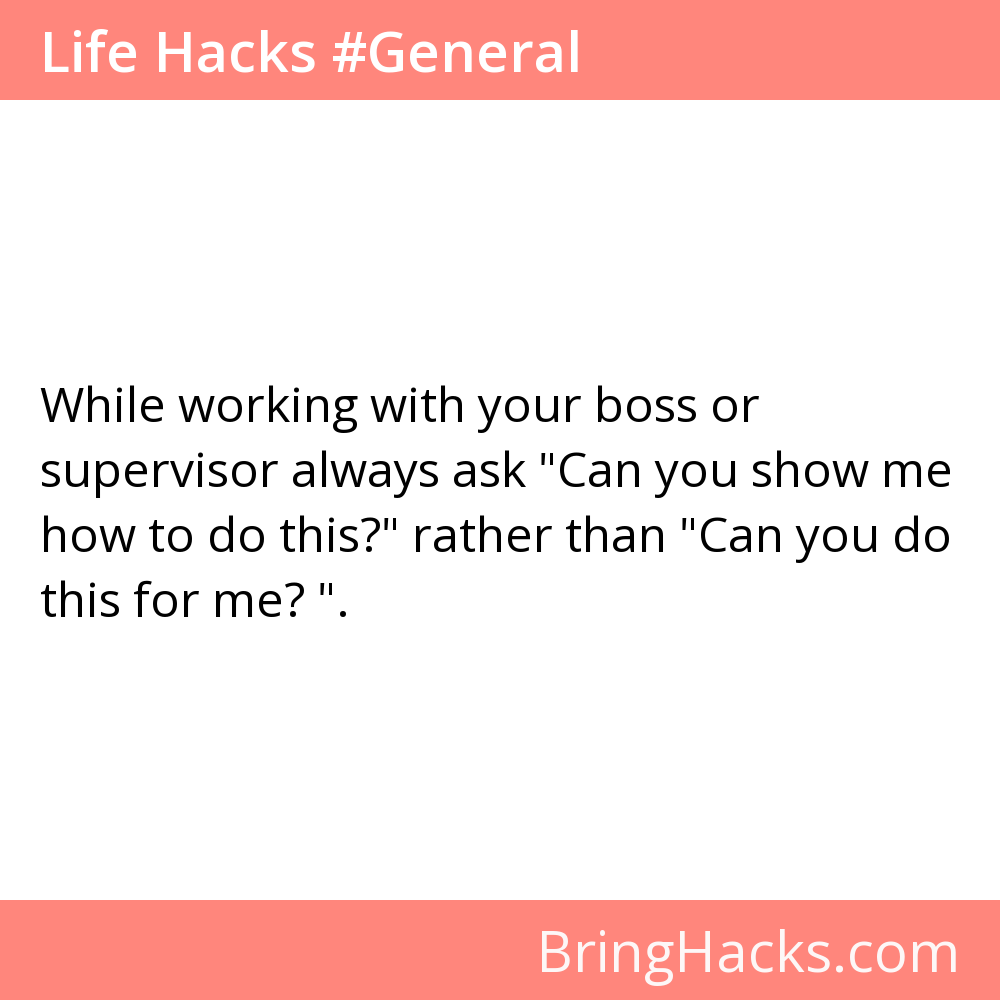 Life Hacks #General
While working with your boss or
supervisor always ask "Can you show me
how to do this?" rather than "Can you do
this for me? ".
BringHacks.com